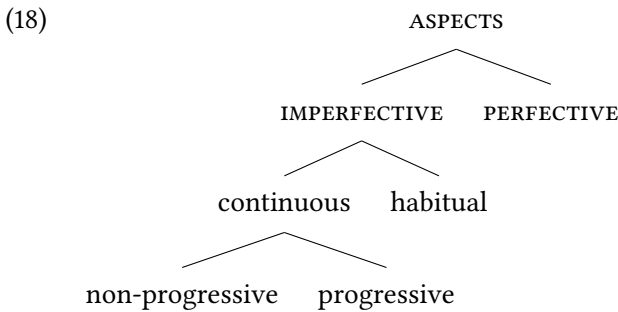 (18) ASPECTS
IMPERFECTIVE PERFECTIVE
continuous habitual
non-progressive progressive